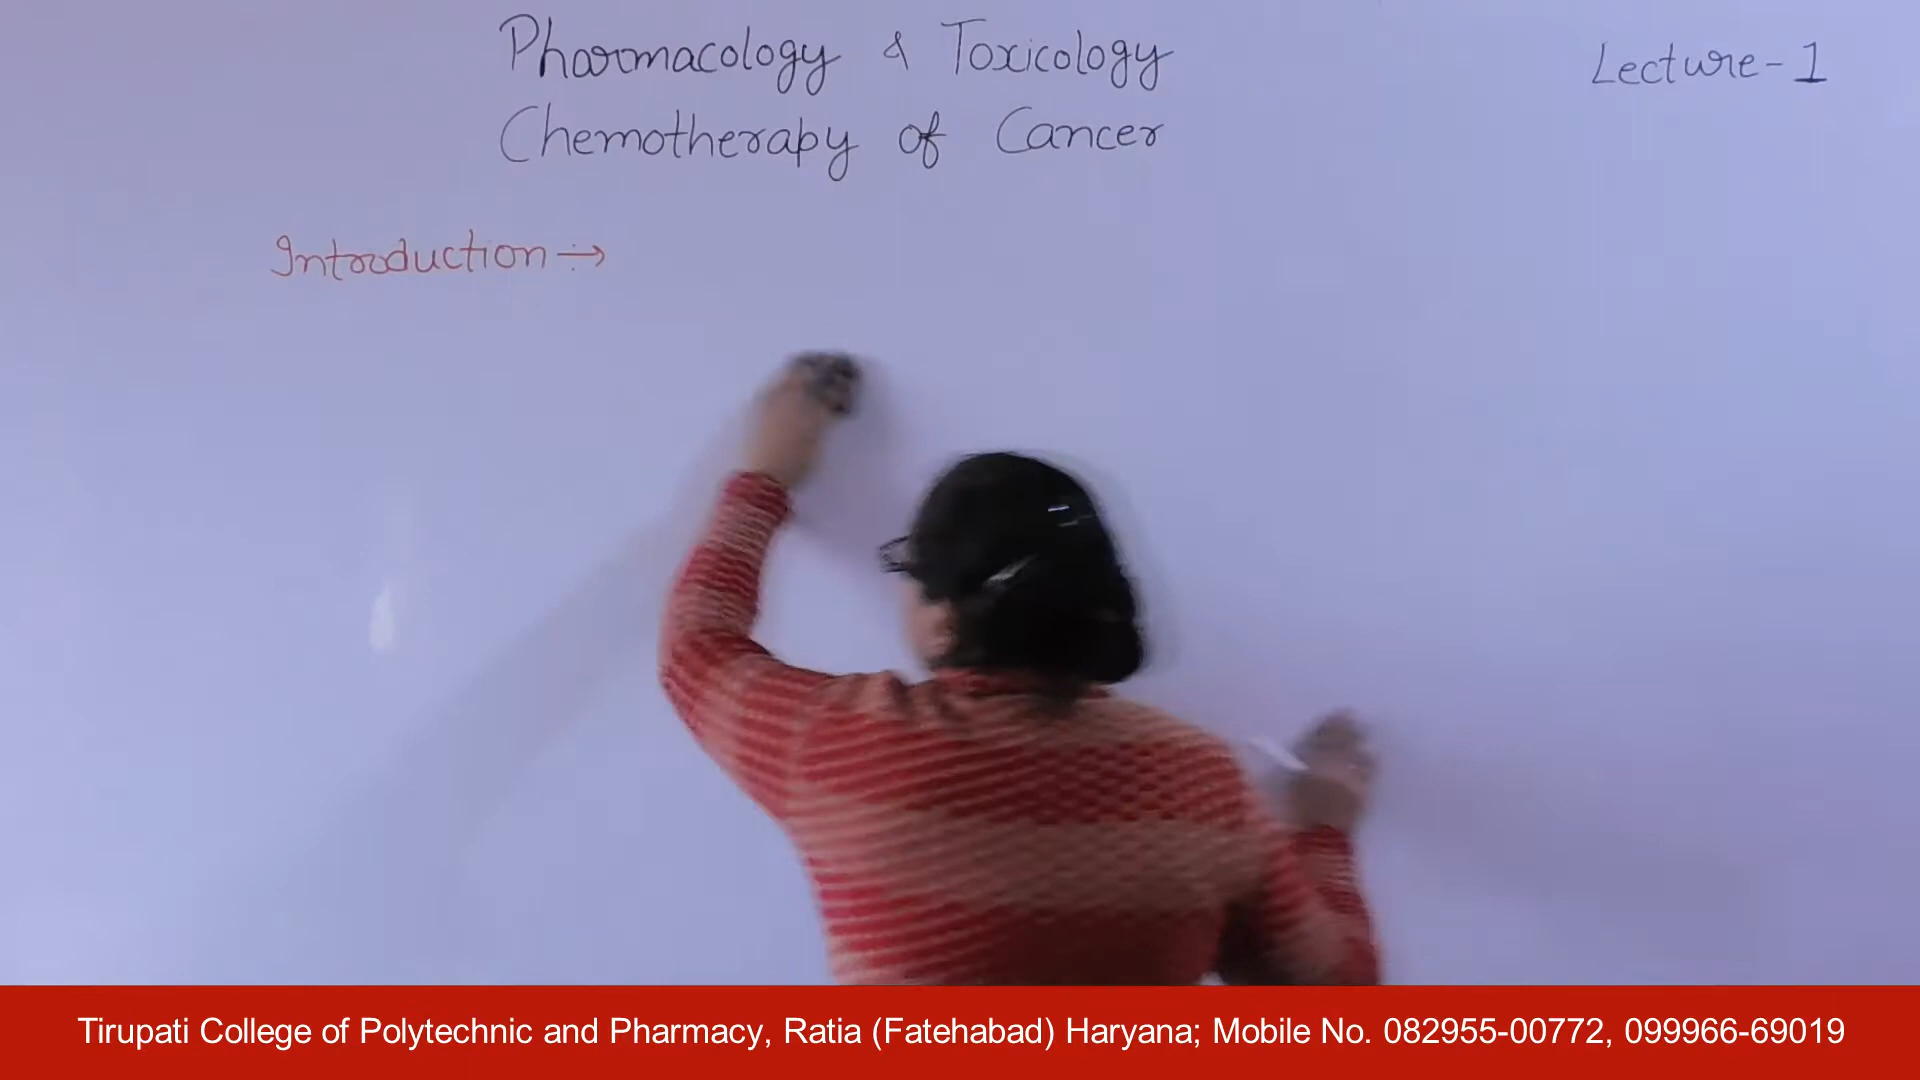 Pharmacology & Toxicology
Lecture-1
Chemotherapy of Cancer
Introduction →
Tirupati College of Polytechnic and Pharmacy, Ratia (Fatehabad) Haryana; Mobile No. 082955-00772, 099966-69019